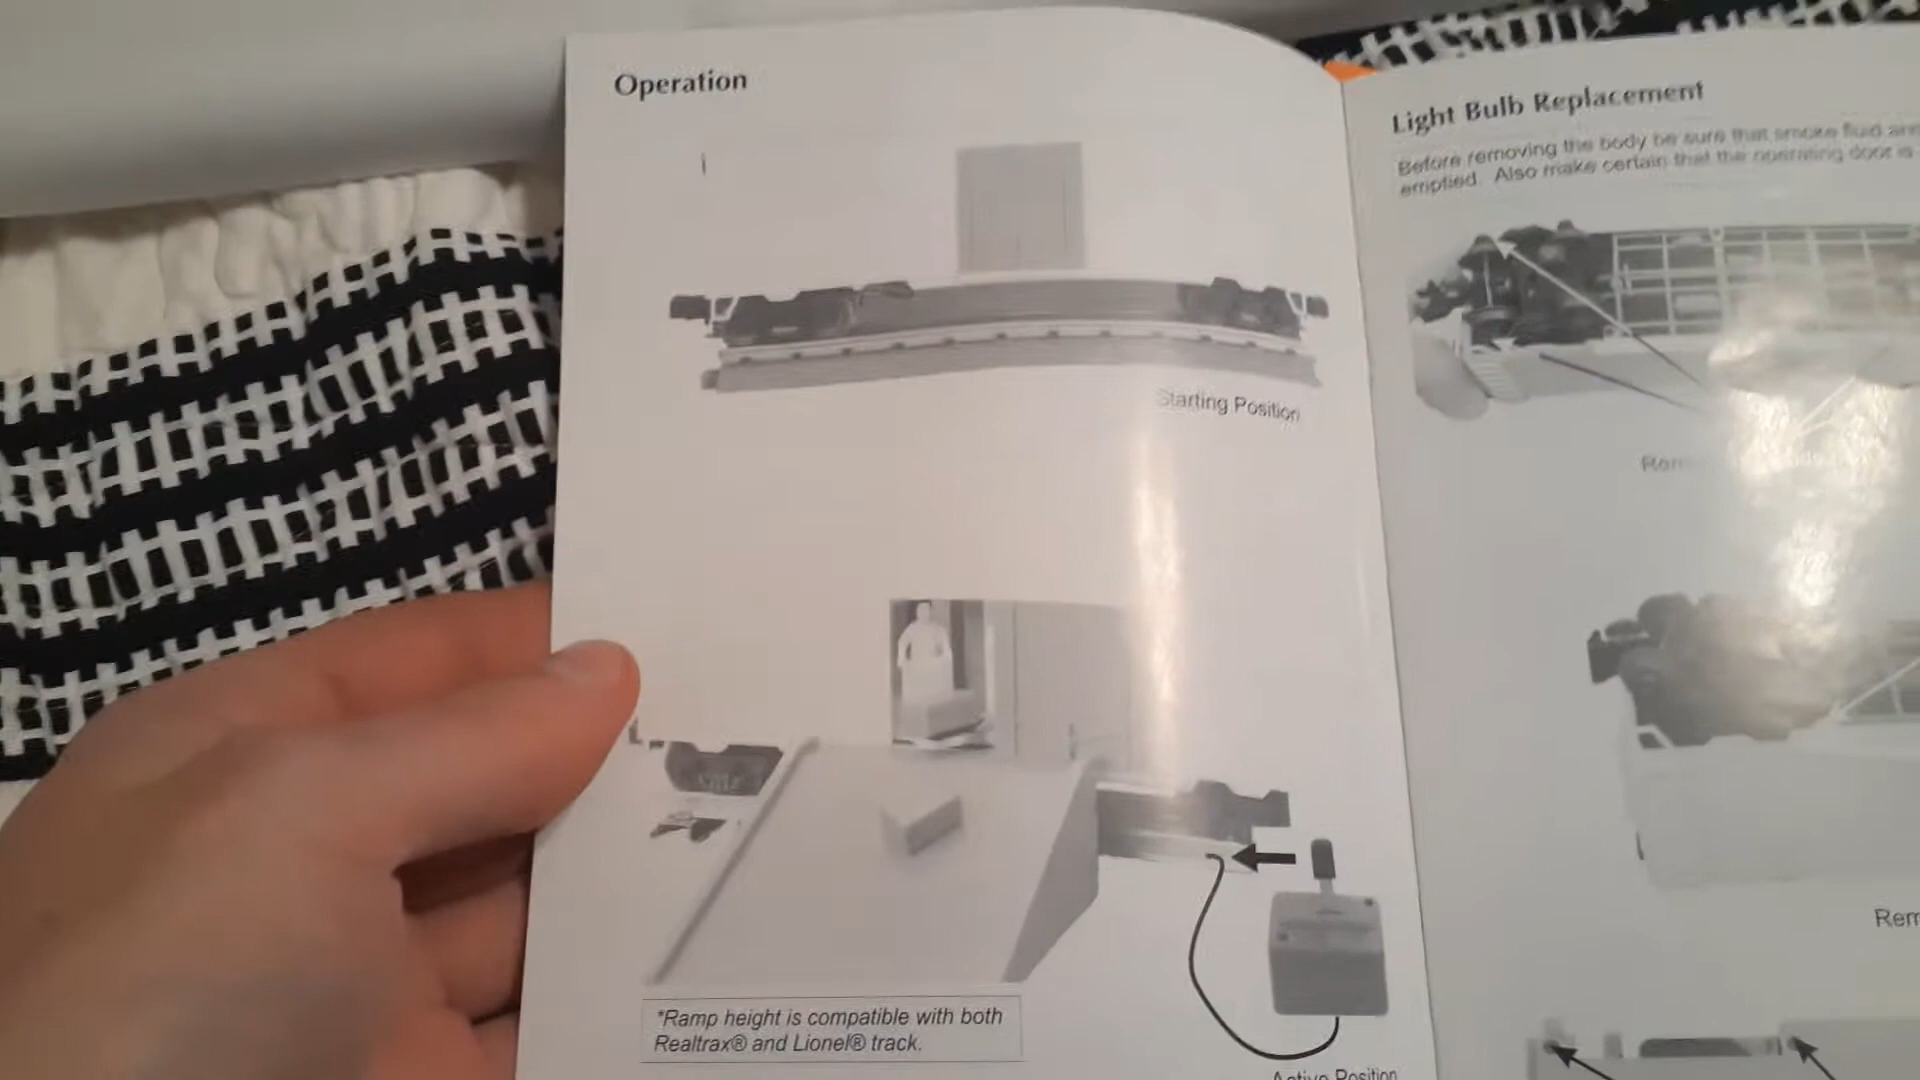 Operation
Starting Position
*Ramp height is compatible with both
Realtrax® and Lionel® track.
Active Position
Light Bulb Replacement
Before removing the body be sure that smoke fluid
emptied. Also make certain that the operating door is